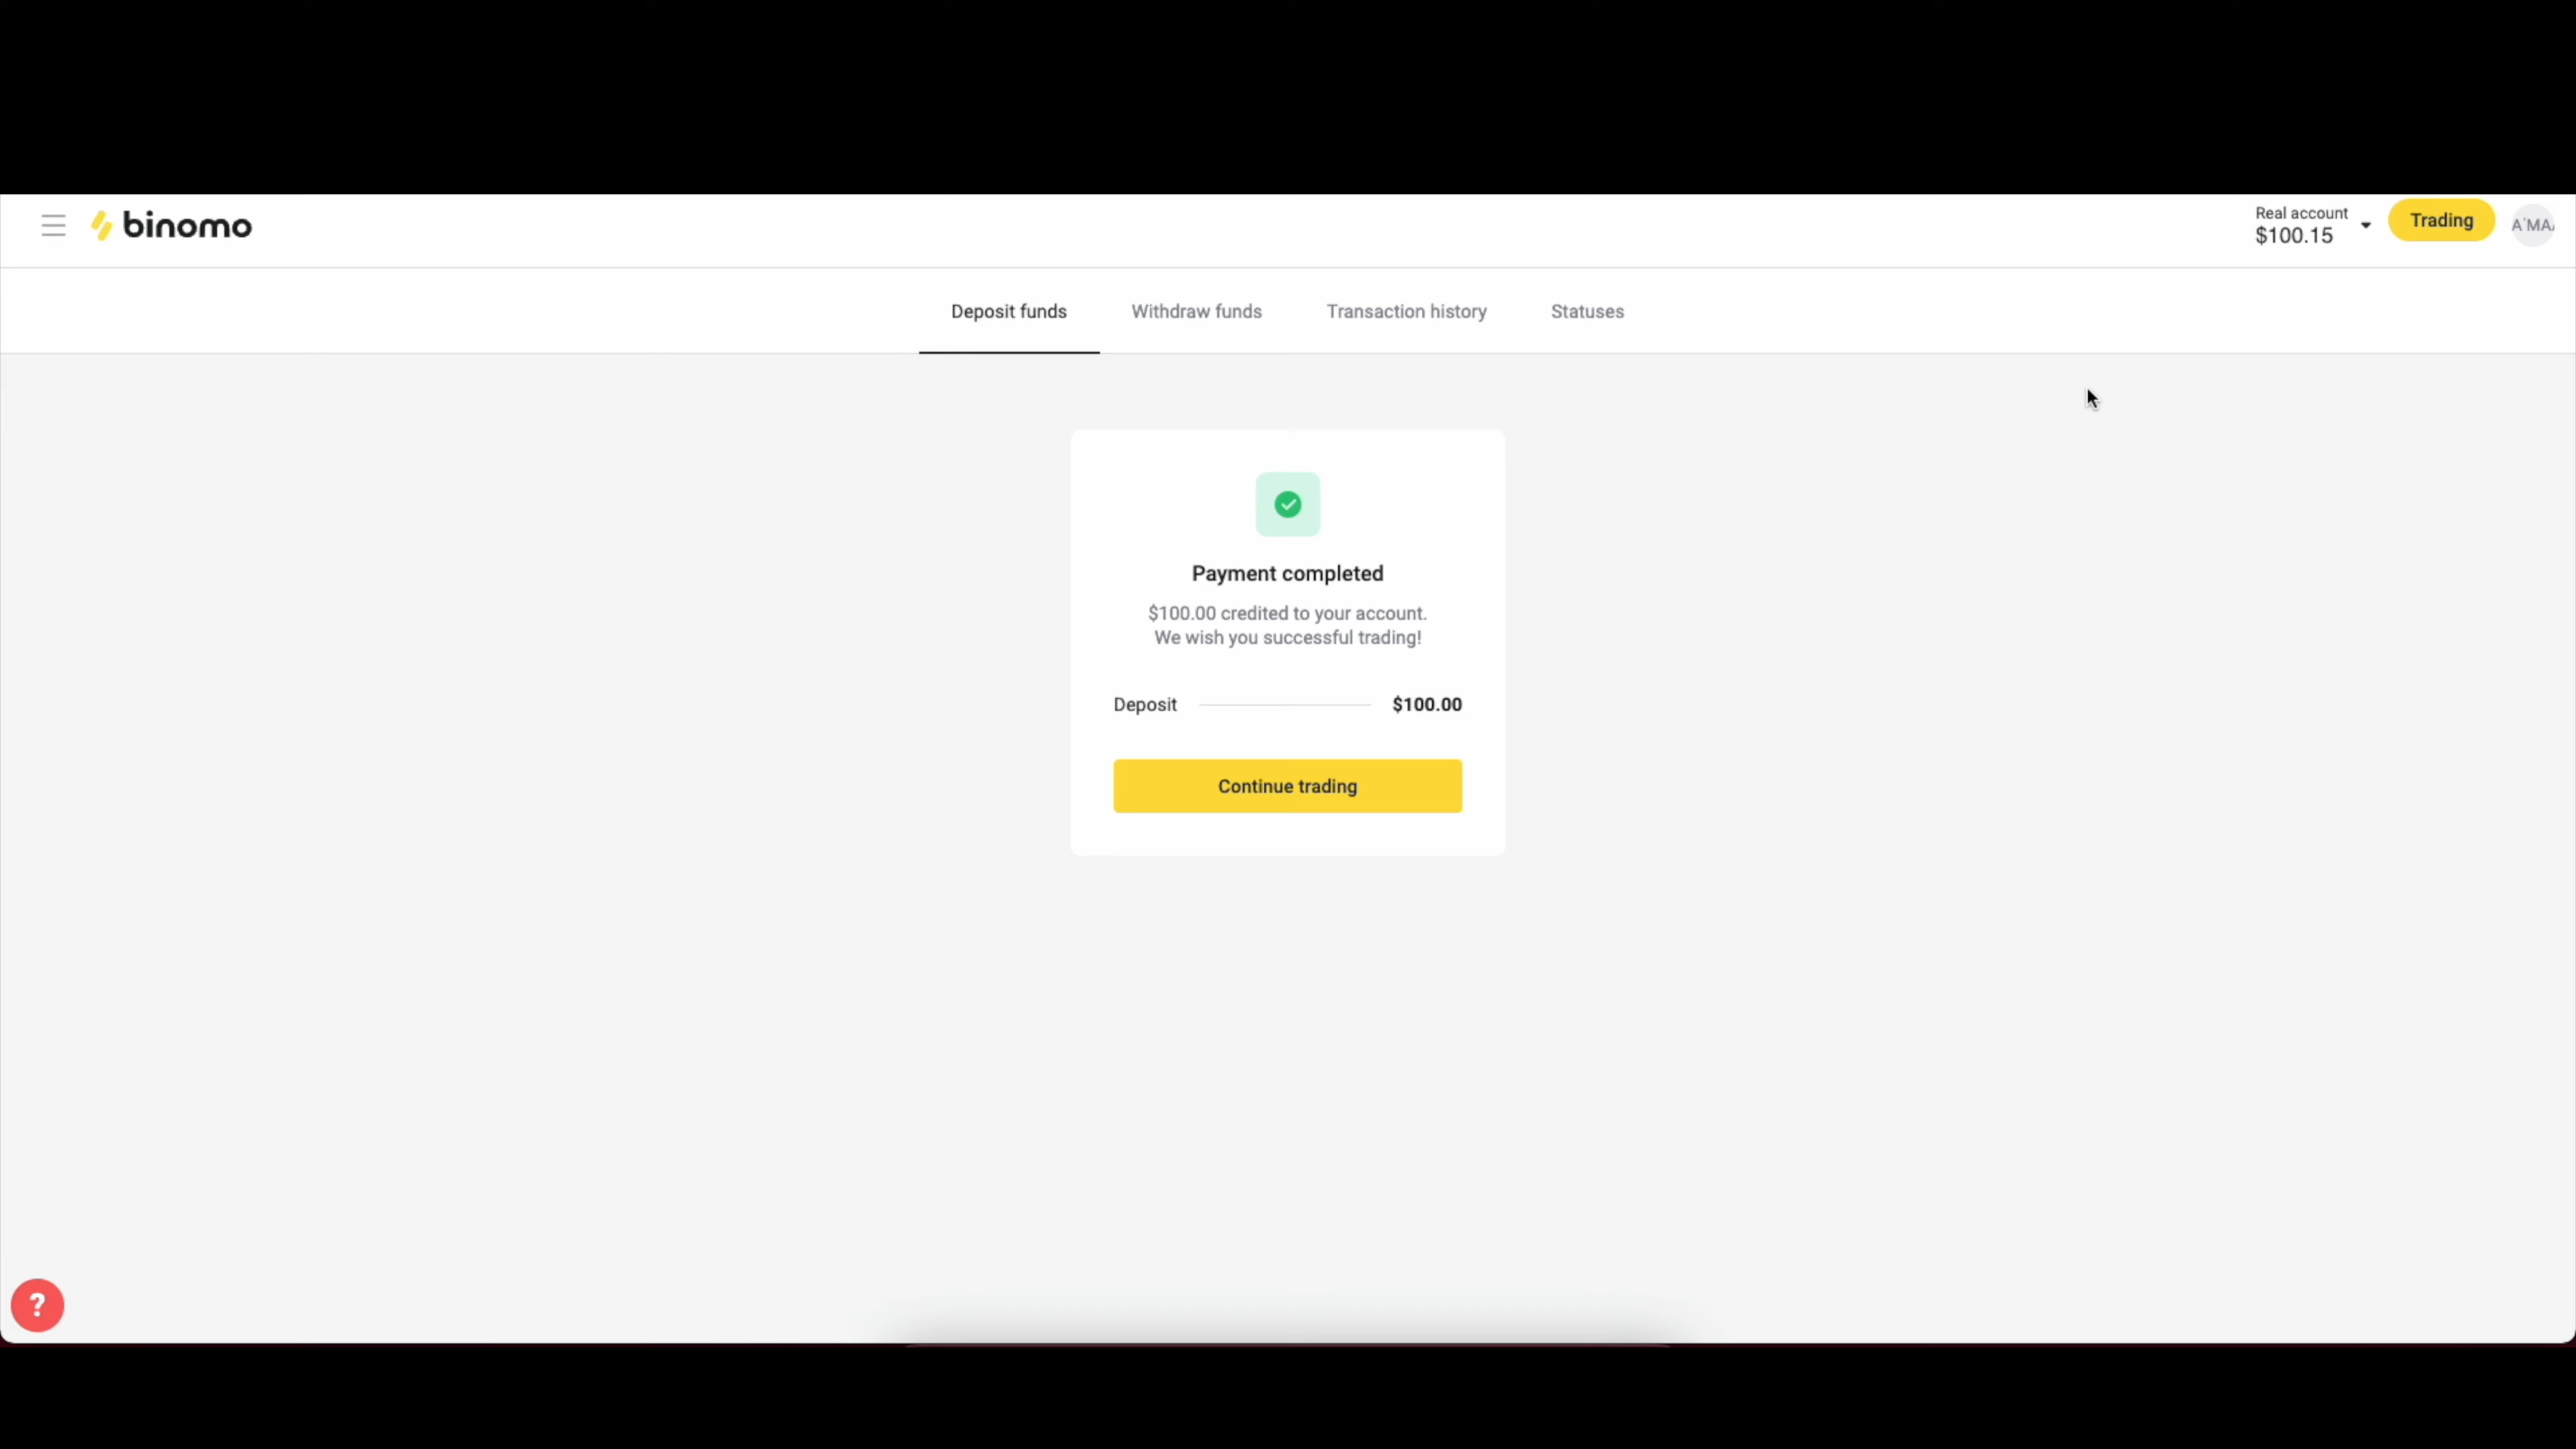 binomo
Real account
$100.15
Trading
A'MA
Deposit funds
Withdraw funds
Transaction history
Statuses
Payment completed
$100.00 credited to your account.
We wish you successful trading!
Deposit $100.00
Continue trading
?